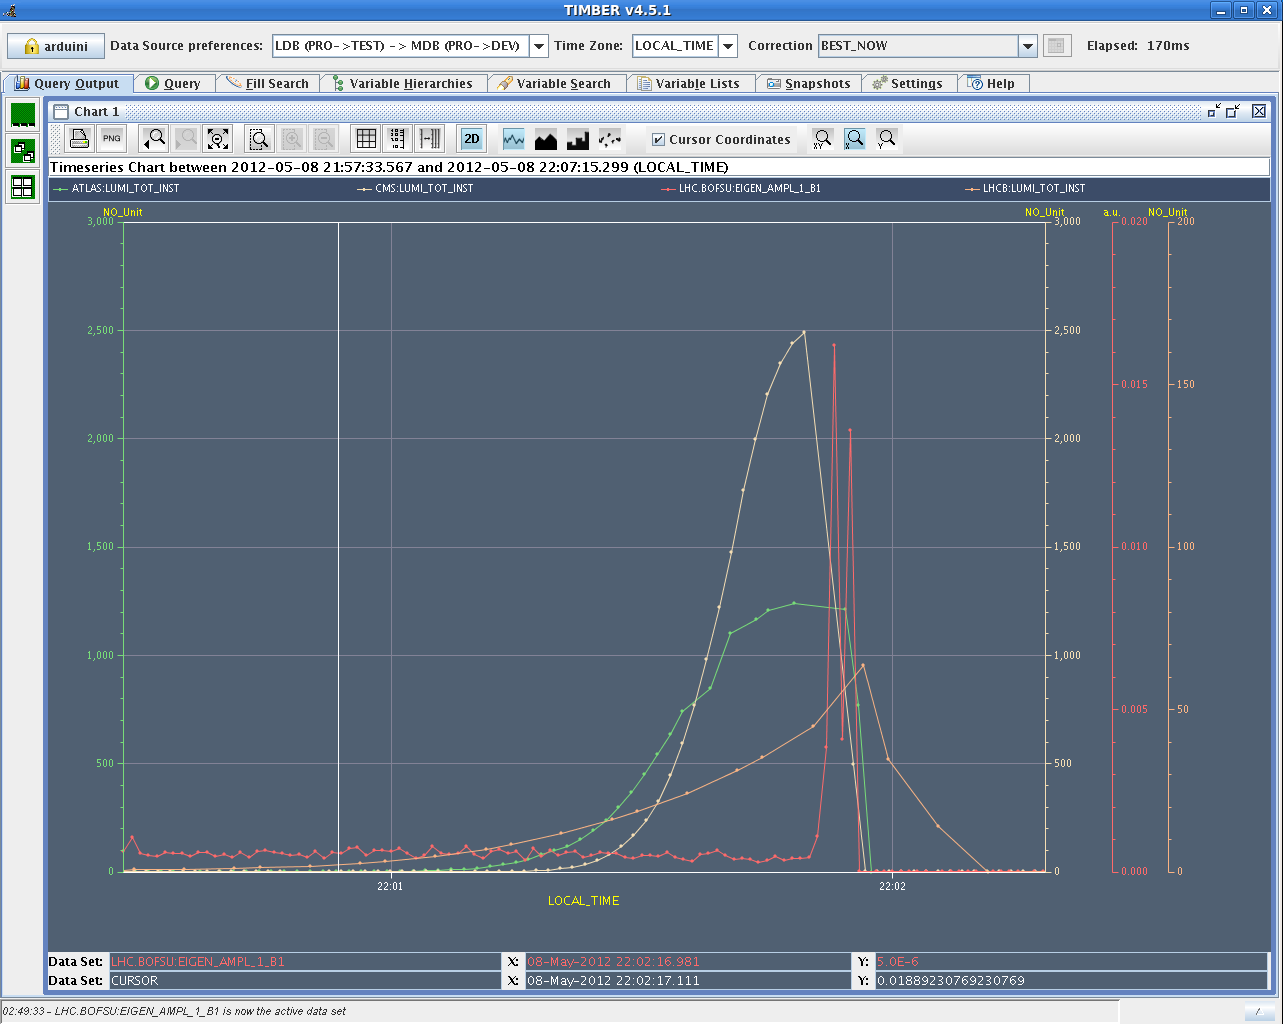 TIMBER v4.5.1
arduini Data Source preferences: LDB (PRO->TEST) -> MDB (PRO->DEV) Time Zone: LOCAL_TIME Correction BEST_NOW Elapsed: 170ms
Query Output Query Fill Search Variable Hierarchies Variable Search Variable Lists Snapshots Settings Help
Chart 1
PNG 2D Cursor Coordinates XY X Y
Timeseries Chart between 2012-05-08 21:57:33.567 and 2012-05-08 22:07:15.299 (LOCAL_TIME)
ATLAS:LUMI_TOT_INST CMS:LUMI_TOT_INST LHC.BOFSU:EIGEN_AMPL_1_B1 LHCB:LUMI_TOT_INST
NO_Unit NO_Unit a.u. NO_Unit
3,000 3,000 0.020 200
2,500 2,500
0.015 150
2,000 2,000
1,500 1,500 0.010 100
1,000 1,000
0.005 50
500 500
0 0 0.000 0
22:01 22:02
LOCAL_TIME
Data Set: LHC.BOFSU:EIGEN_AMPL_1_B1 X: 08-May-2012 22:02:16.981 Y: 5.0E-6
Data Set: CURSOR X: 08-May-2012 22:02:17.111 Y: 0.01889230769230769
02:49:33 - LHC.BOFSU:EIGEN_AMPL_1_B1 is now the active data set